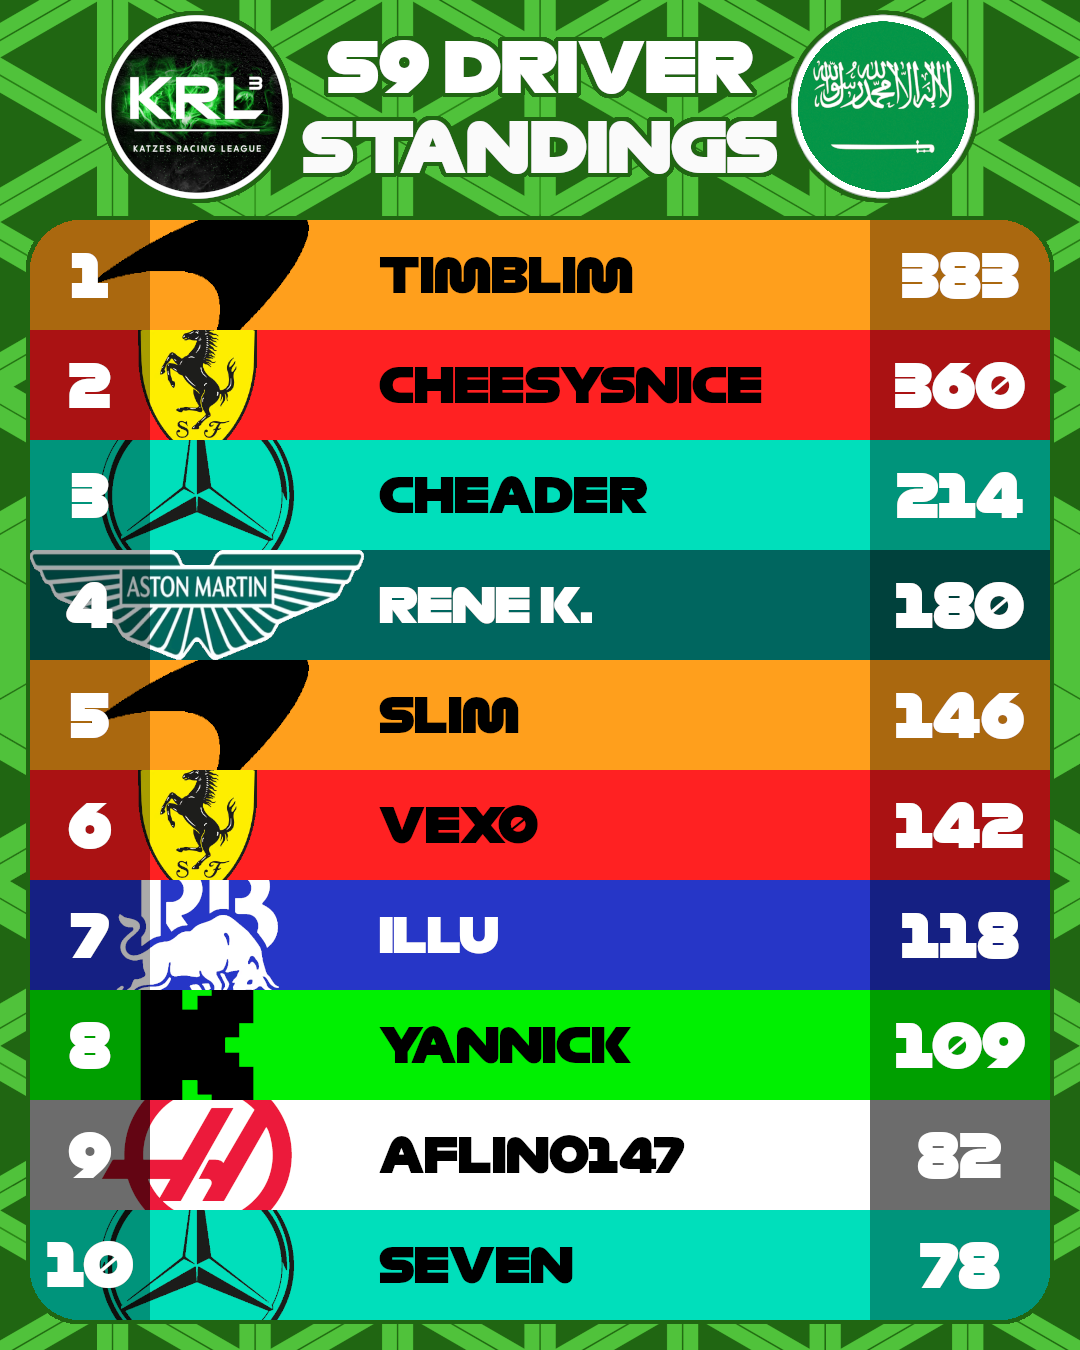 KRL3
KATZES RACING LEAGUE
S9 DRIVER
STANDINGS
لا إله إلا الله محمد رسول الله
1 TIMBLIM 383
S F
2 CHEESYSNICE 360
3 CHEADER 214
ASTON MARTIN
4 RENE K. 180
5 SLIM 146
S F
6 VEX0 142
RB
7 ILLU 118
K
8 YANNICK 109
9 AFLINO147 82
10 SEVEN 78